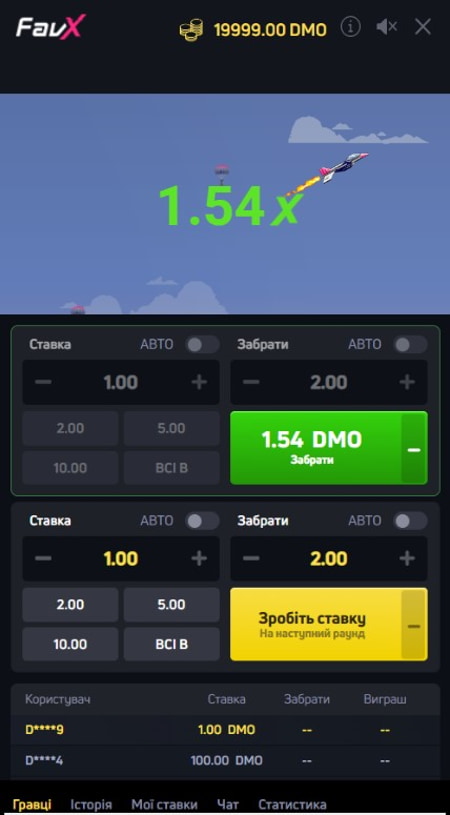 FavX
19999.00 DMO
1.54x
Ставка АВТО Забрати АВТО
− 1.00 + − 2.00 +
2.00 5.00
1.54 DMO
Забрати
10.00 ВСІ В
Ставка АВТО Забрати АВТО
− 1.00 + − 2.00 +
2.00 5.00
Зробіть ставку
На наступний раунд
10.00 ВСІ В
Користувач Ставка Забрати Виграш
D****9 1.00 DMO -- --
D****4 100.00 DMO -- --
Гравці Історія Мої ставки Чат Статистика